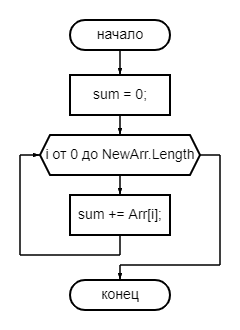 начало
sum = 0;
i от 0 до NewArr.Length
sum += Arr[i];
конец